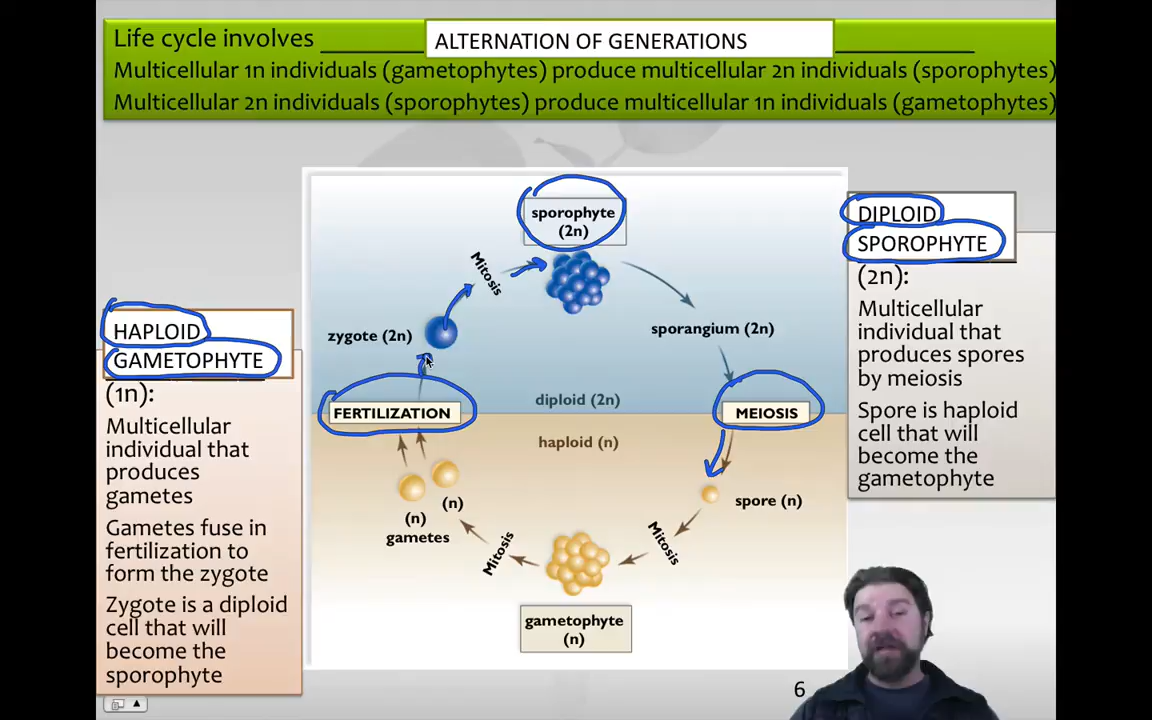 Life cycle involves ________ ALTERNATION OF GENERATIONS ___________
Multicellular 1n individuals (gametophytes) produce multicellular 2n individuals (sporophytes)
Multicellular 2n individuals (sporophytes) produce multicellular 1n individuals (gametophytes)
HAPLOID
GAMETOPHYTE
(1n):
Multicellular
individual that
produces
gametes
Gametes fuse in
fertilization to
form the zygote
Zygote is a diploid
cell that will
become the
sporophyte
sporophyte
(2n)
Mitosis
zygote (2n)
sporangium (2n)
FERTILIZATION
diploid (2n)
MEIOSIS
haploid (n)
(n)
(n)
gametes
Mitosis
spore (n)
Mitosis
gametophyte
(n)
DIPLOID
SPOROPHYTE
(2n):
Multicellular
individual that
produces spores
by meiosis
Spore is haploid
cell that will
become the
gametophyte
6